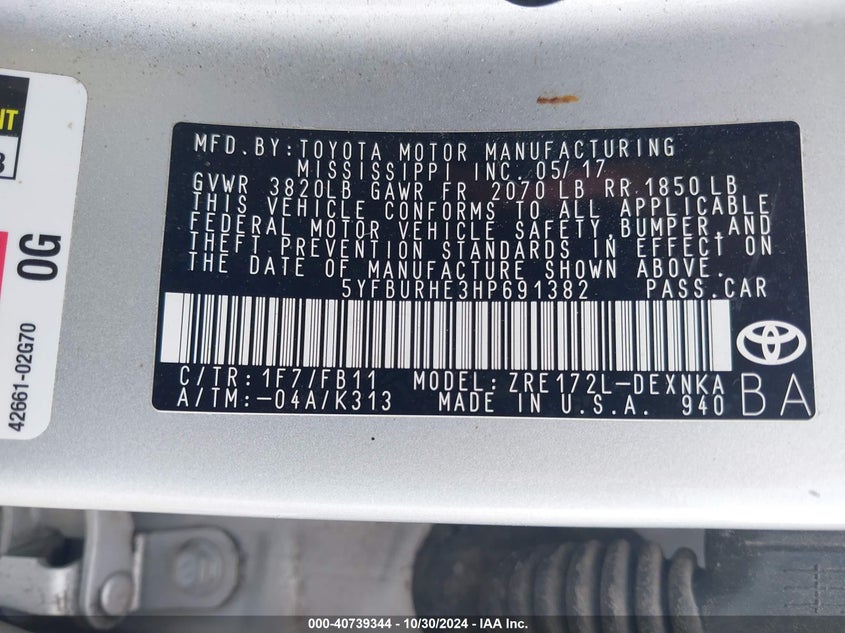 IT
3
0G
42661-02G70
MFD.BY:TOYOTA MOTOR MANUFACTURING
MISSISSIPPI INC. 05/17
GVWR 3820LB GAWR FR 2070 LB RR 1850 LB
THIS VEHICLE CONFORMS TO ALL APPLICABLE
FEDERAL MOTOR VEHICLE SAFETY,BUMPER,AND
THEFT PREVENTION STANDARDS IN EFFECT ON
THE DATE OF MANUFACTURE SHOWN ABOVE.
5YFBURHE3HP691382 PASS.CAR
C/TR:1F7/FB11 MODEL:ZRE172L-DEXNKA
A/TM:-04A/K313 MADE IN U.S.A. 940
BA
000-40739344 - 10/30/2024 - IAA Inc.